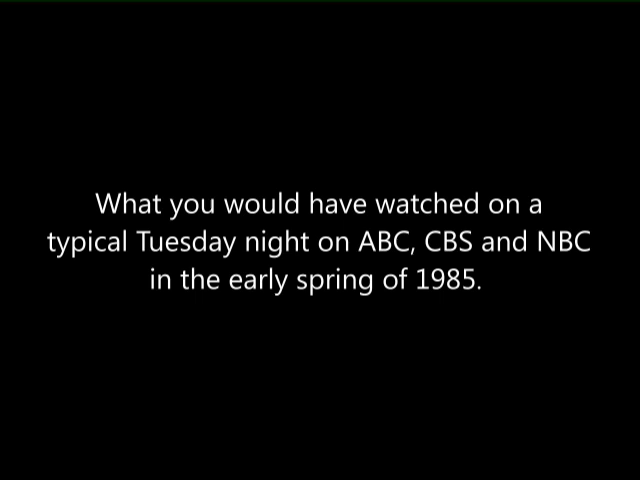 What you would have watched on a
typical Tuesday night on ABC, CBS and NBC
in the early spring of 1985.